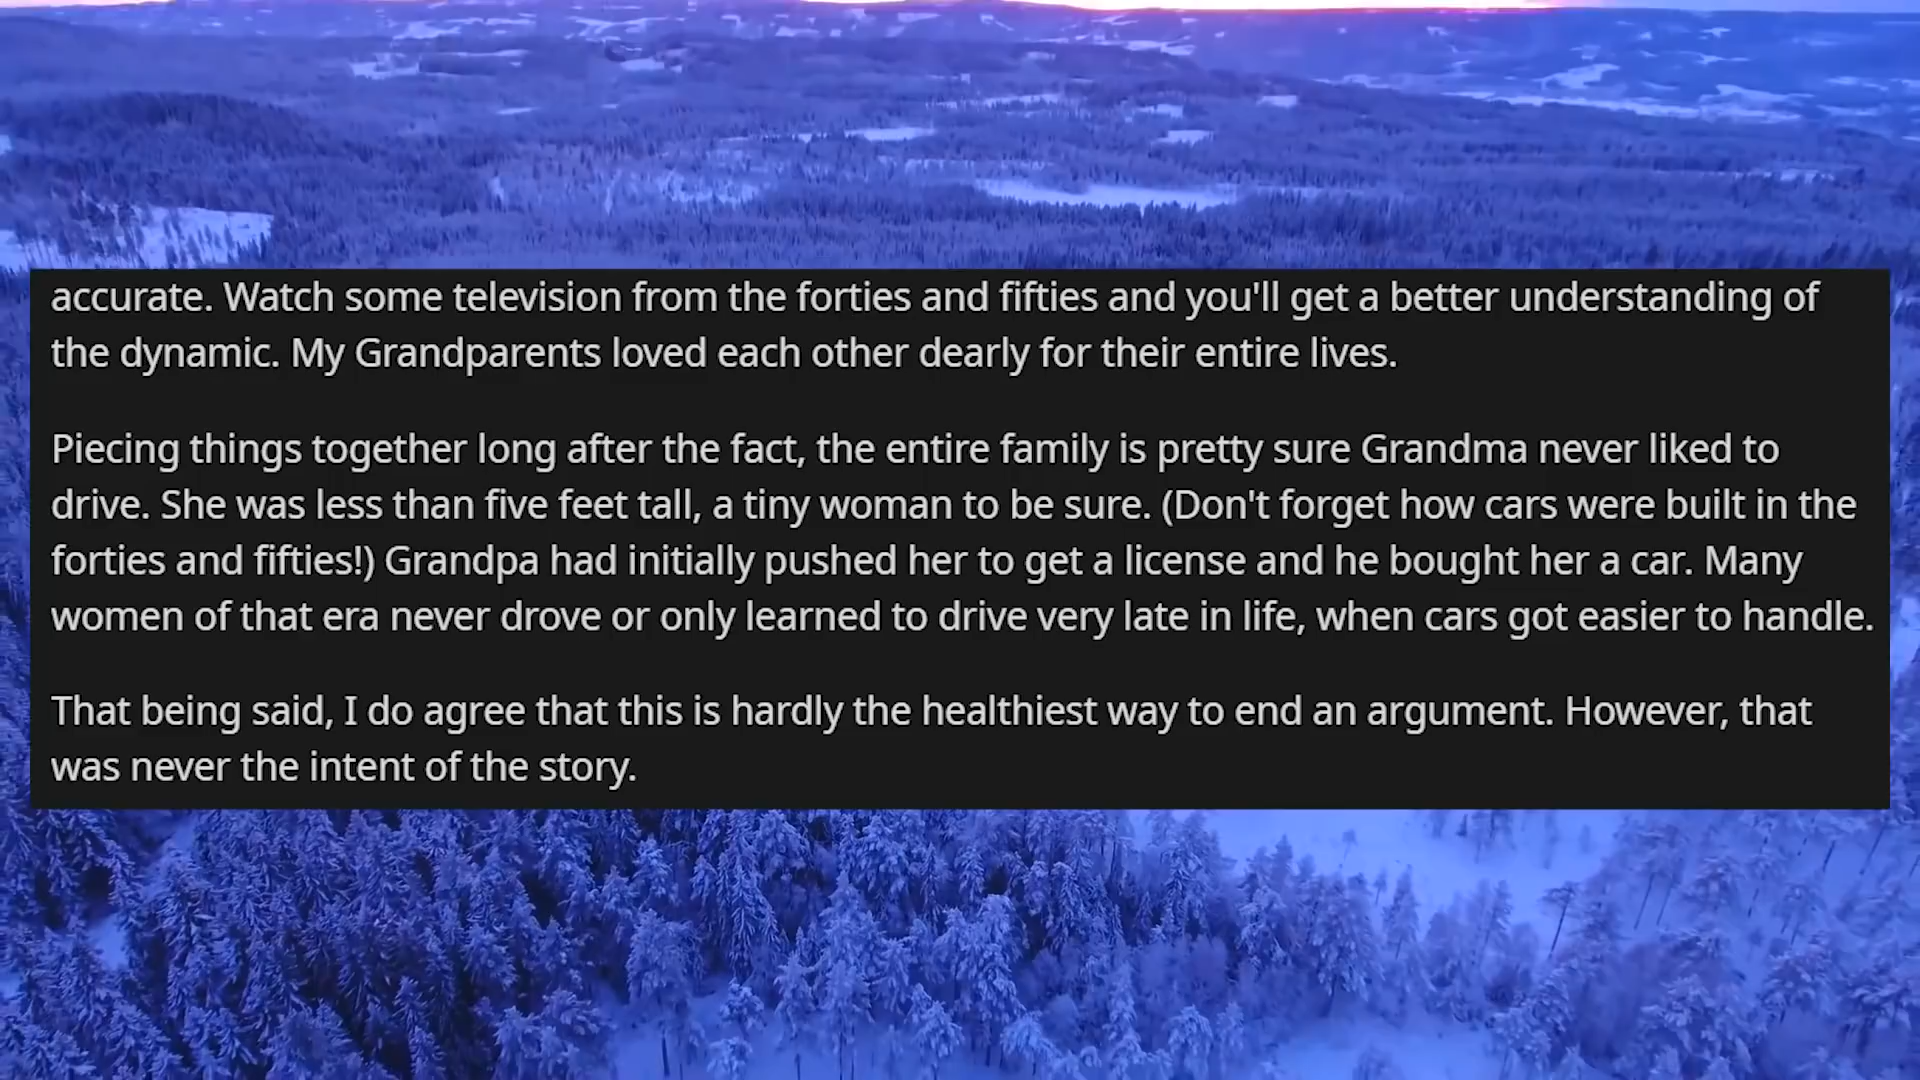 accurate. Watch some television from the forties and fifties and you'll get a better understanding of
the dynamic. My Grandparents loved each other dearly for their entire lives.
Piecing things together long after the fact, the entire family is pretty sure Grandma never liked to
drive. She was less than five feet tall, a tiny woman to be sure. (Don't forget how cars were built in the
forties and fifties!) Grandpa had initially pushed her to get a license and he bought her a car. Many
women of that era never drove or only learned to drive very late in life, when cars got easier to handle.
That being said, I do agree that this is hardly the healthiest way to end an argument. However, that
was never the intent of the story.